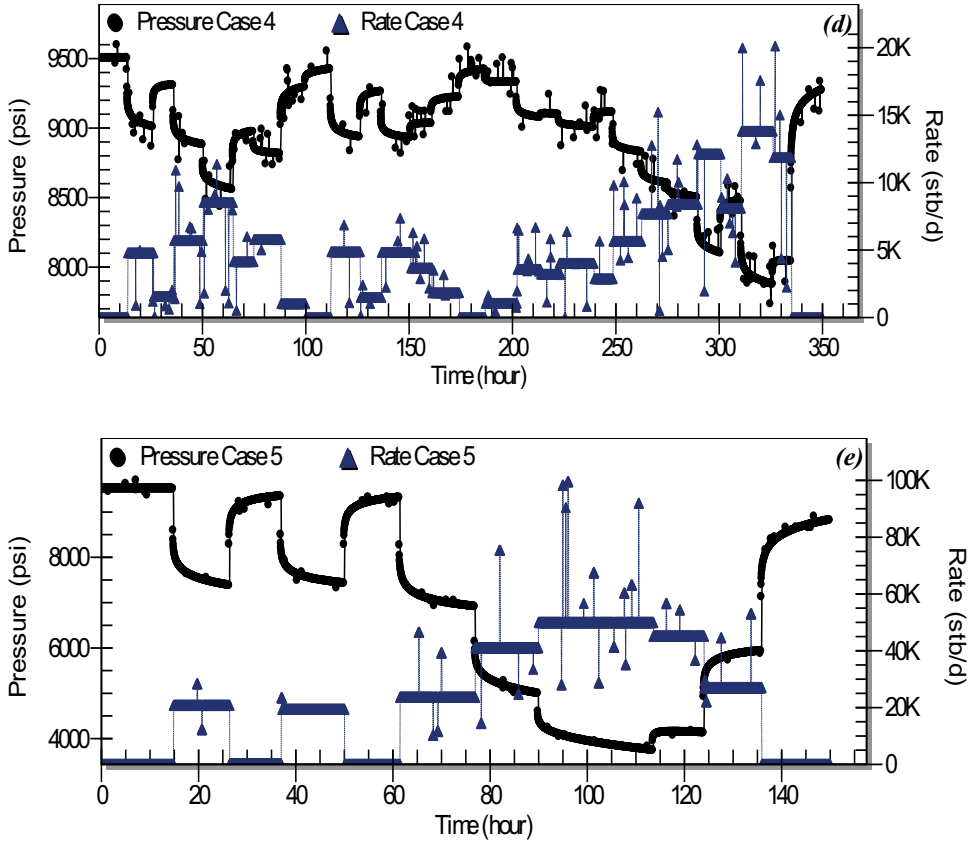 Pressure Case 4 Rate Case 4 (d)
9500
9000
8500
8000
Pressure (psi)
20K
15K
10K
5K
0
Rate (stb/d)
0 50 100 150 200 250 300 350
Time (hour)
Pressure Case 5 Rate Case 5 (e)
8000
6000
4000
Pressure (psi)
100K
80K
60K
40K
20K
0
Rate (stb/d)
0 20 40 60 80 100 120 140
Time (hour)